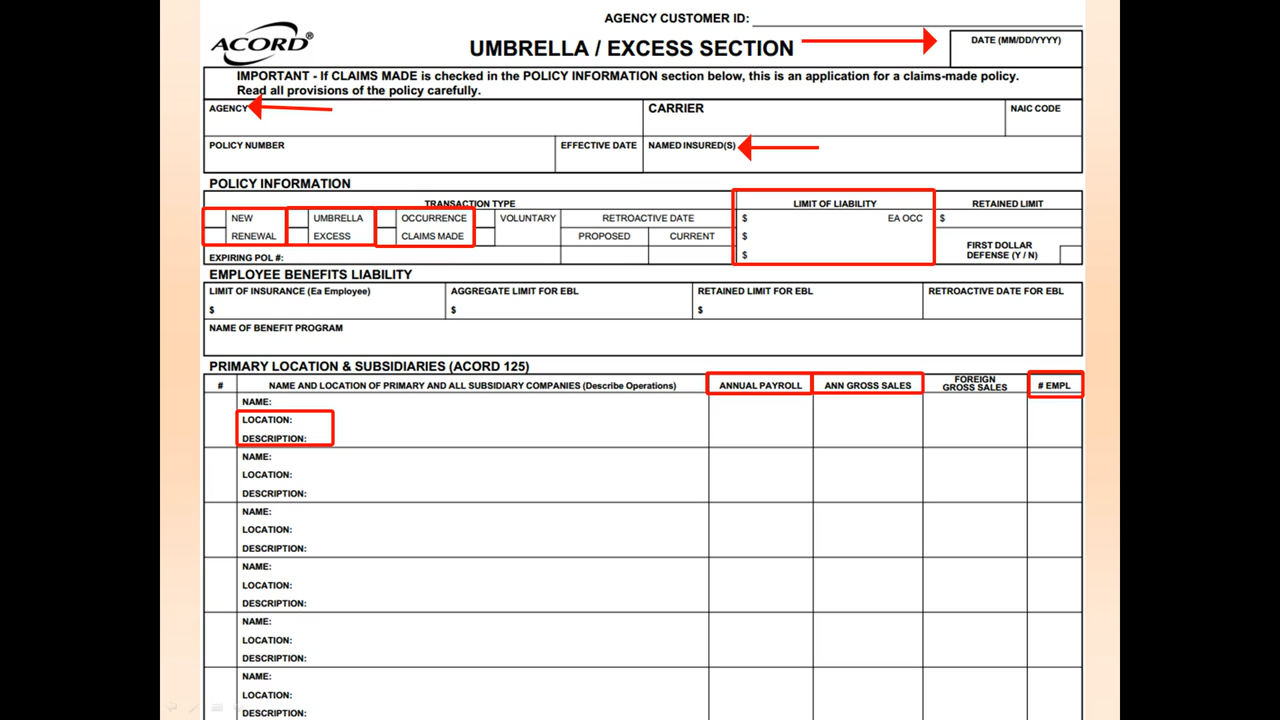 AGENCY CUSTOMER ID:
ACORD®
UMBRELLA / EXCESS SECTION
DATE (MM/DD/YYYY)
IMPORTANT - If CLAIMS MADE is checked in the POLICY INFORMATION section below, this is an application for a claims-made policy.
Read all provisions of the policy carefully.
AGENCY
CARRIER
NAIC CODE
POLICY NUMBER
EFFECTIVE DATE
NAMED INSURED(S)
POLICY INFORMATION
TRANSACTION TYPE
LIMIT OF LIABILITY
RETAINED LIMIT
NEW
UMBRELLA
OCCURRENCE
VOLUNTARY
RETROACTIVE DATE
$
EA OCC
$
RENEWAL
EXCESS
CLAIMS MADE
PROPOSED
CURRENT
$
FIRST DOLLAR
DEFENSE (Y / N)
EXPIRING POL #:
$
EMPLOYEE BENEFITS LIABILITY
LIMIT OF INSURANCE (Ea Employee)
AGGREGATE LIMIT FOR EBL
RETAINED LIMIT FOR EBL
RETROACTIVE DATE FOR EBL
$
$
$
NAME OF BENEFIT PROGRAM
PRIMARY LOCATION & SUBSIDIARIES (ACORD 125)
#
NAME AND LOCATION OF PRIMARY AND ALL SUBSIDIARY COMPANIES (Describe Operations)
ANNUAL PAYROLL
ANN GROSS SALES
FOREIGN
GROSS SALES
# EMPL
NAME:
LOCATION:
DESCRIPTION:
NAME:
LOCATION:
DESCRIPTION:
NAME:
LOCATION:
DESCRIPTION:
NAME:
LOCATION:
DESCRIPTION:
NAME:
LOCATION:
DESCRIPTION:
NAME:
LOCATION:
DESCRIPTION: